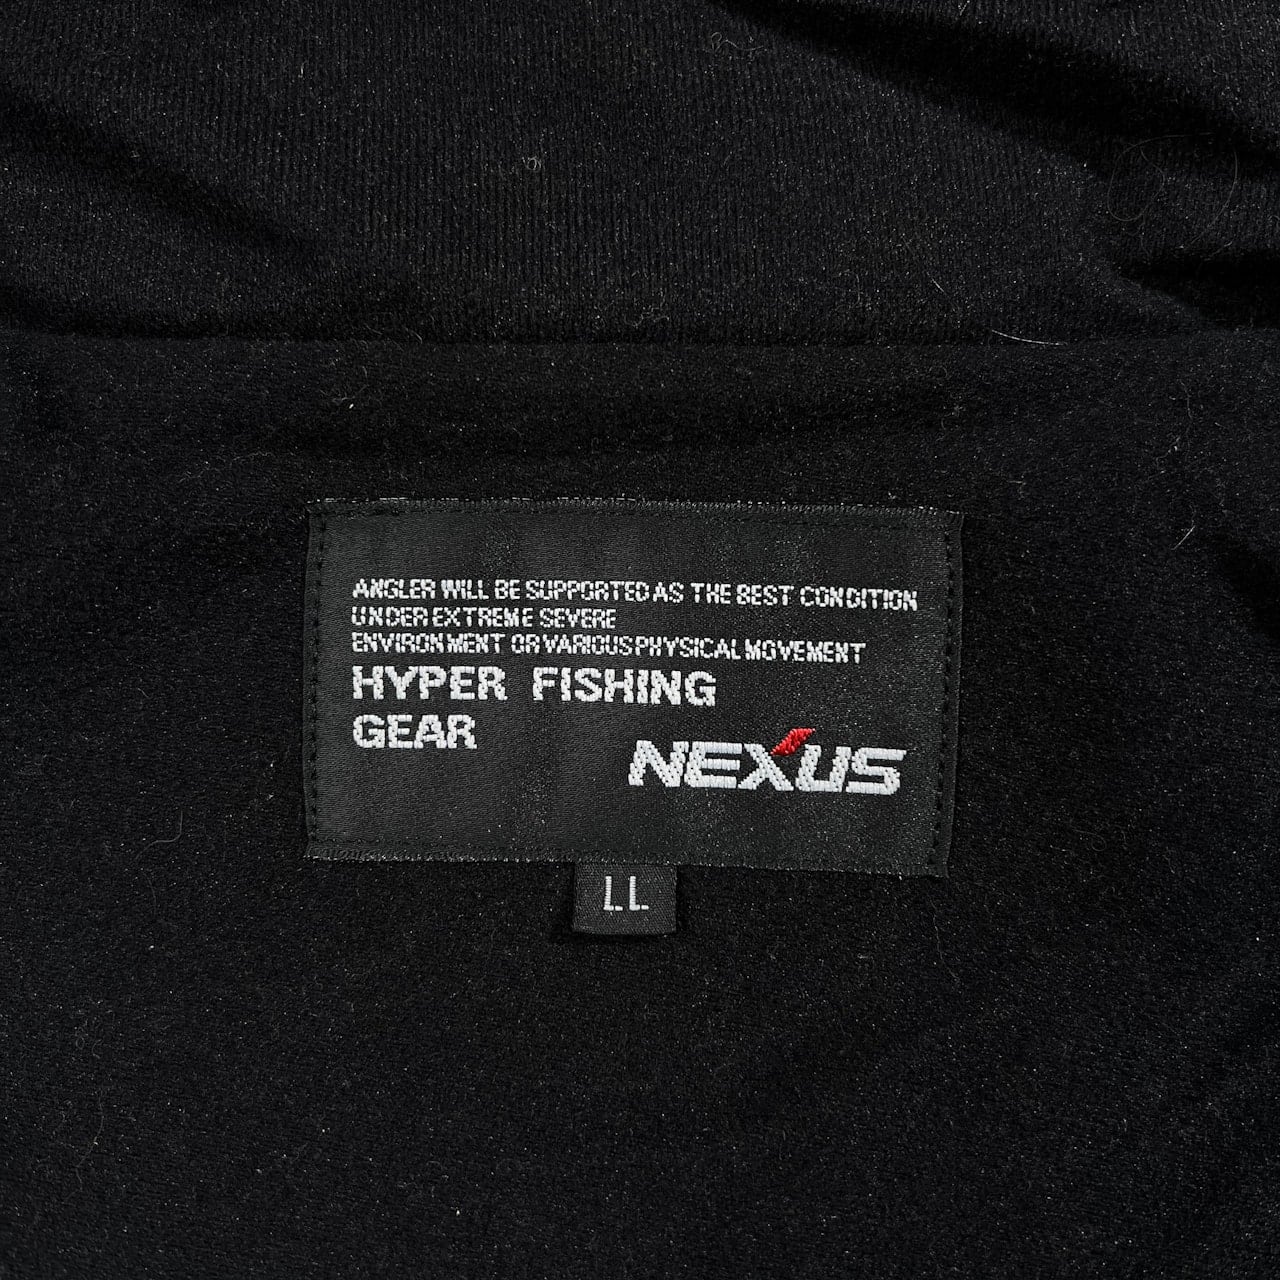 ANGLER WILL BE SUPPORTED AS THE BEST CONDITION
UNDER EXTREME SEVERE
ENVIRONMENT OR VARIOUS PHYSICAL MOVEMENT
HYPER FISHING
GEAR
NEXUS
LL